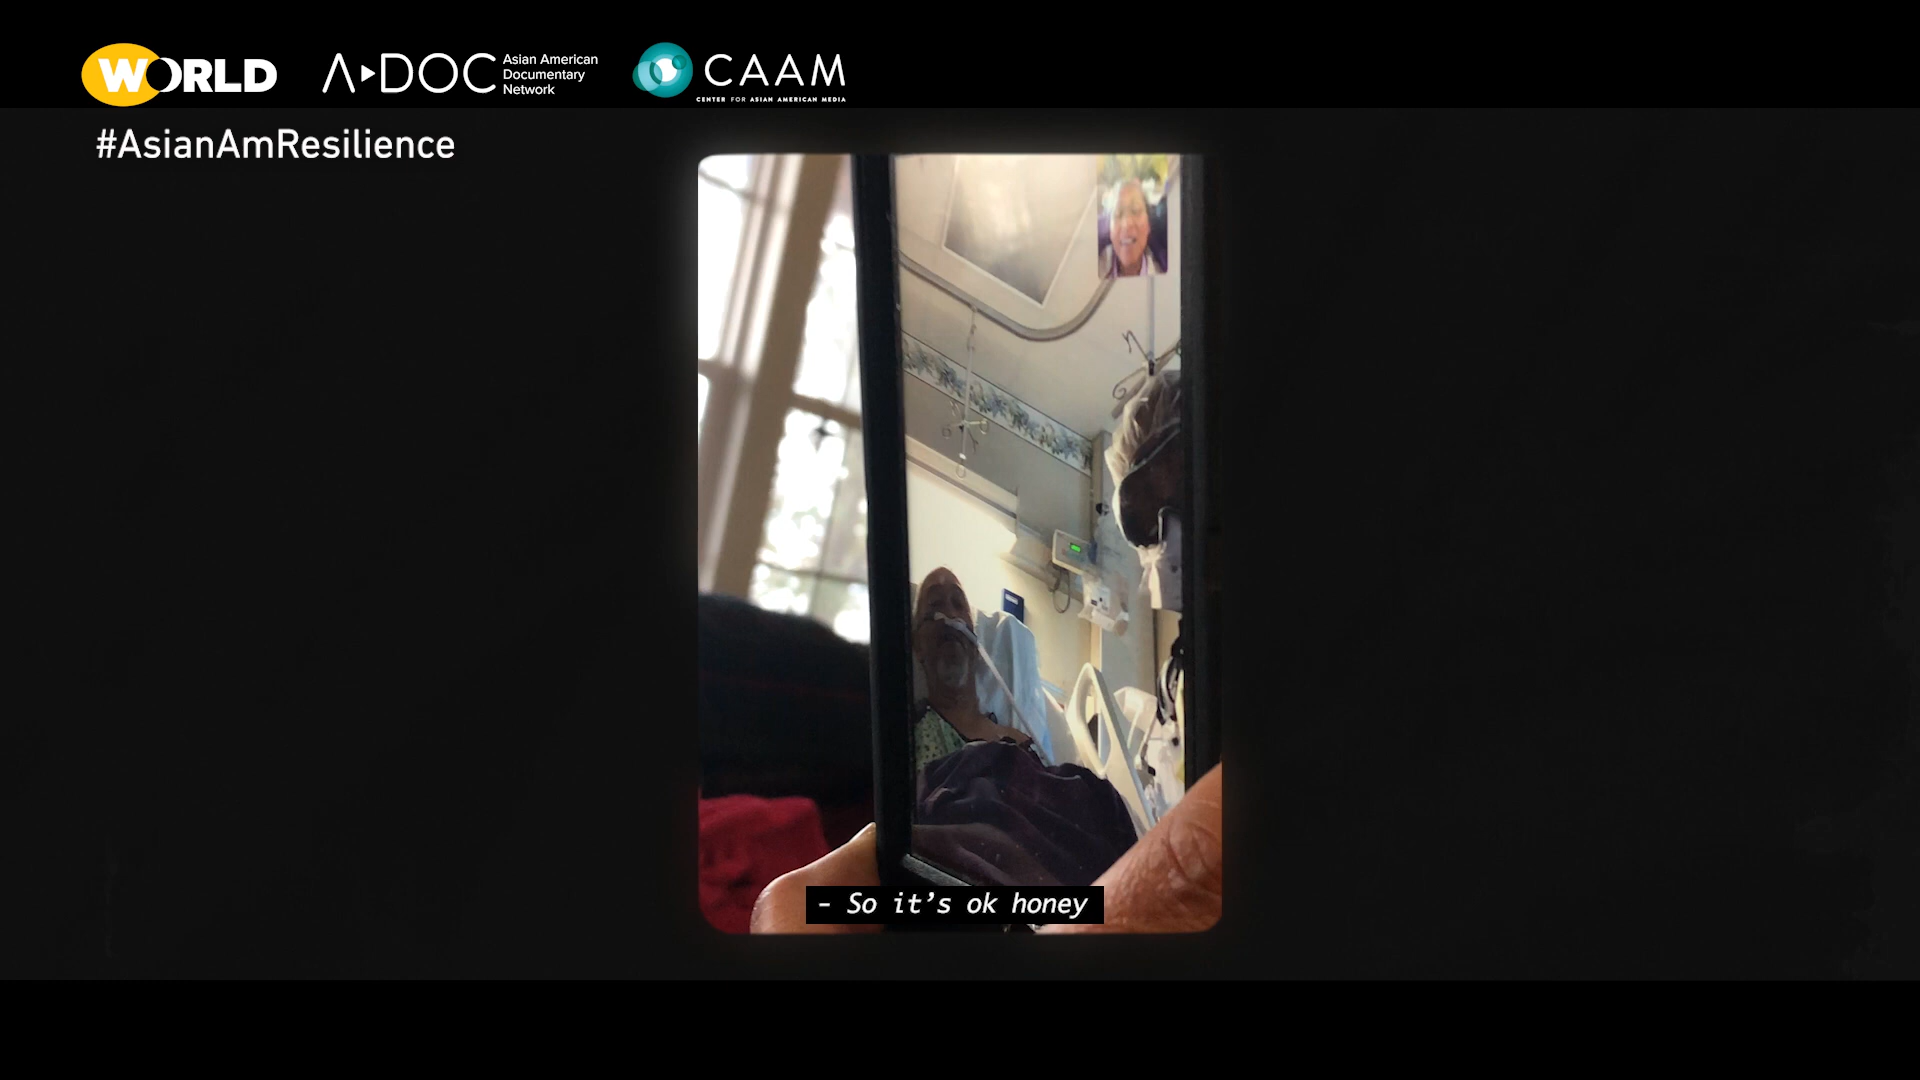 WORLD
A DOC
Asian American
Documentary
Network
CAAM
CENTER FOR ASIAN AMERICAN MEDIA
#AsianAmResilience
- So it's ok honey